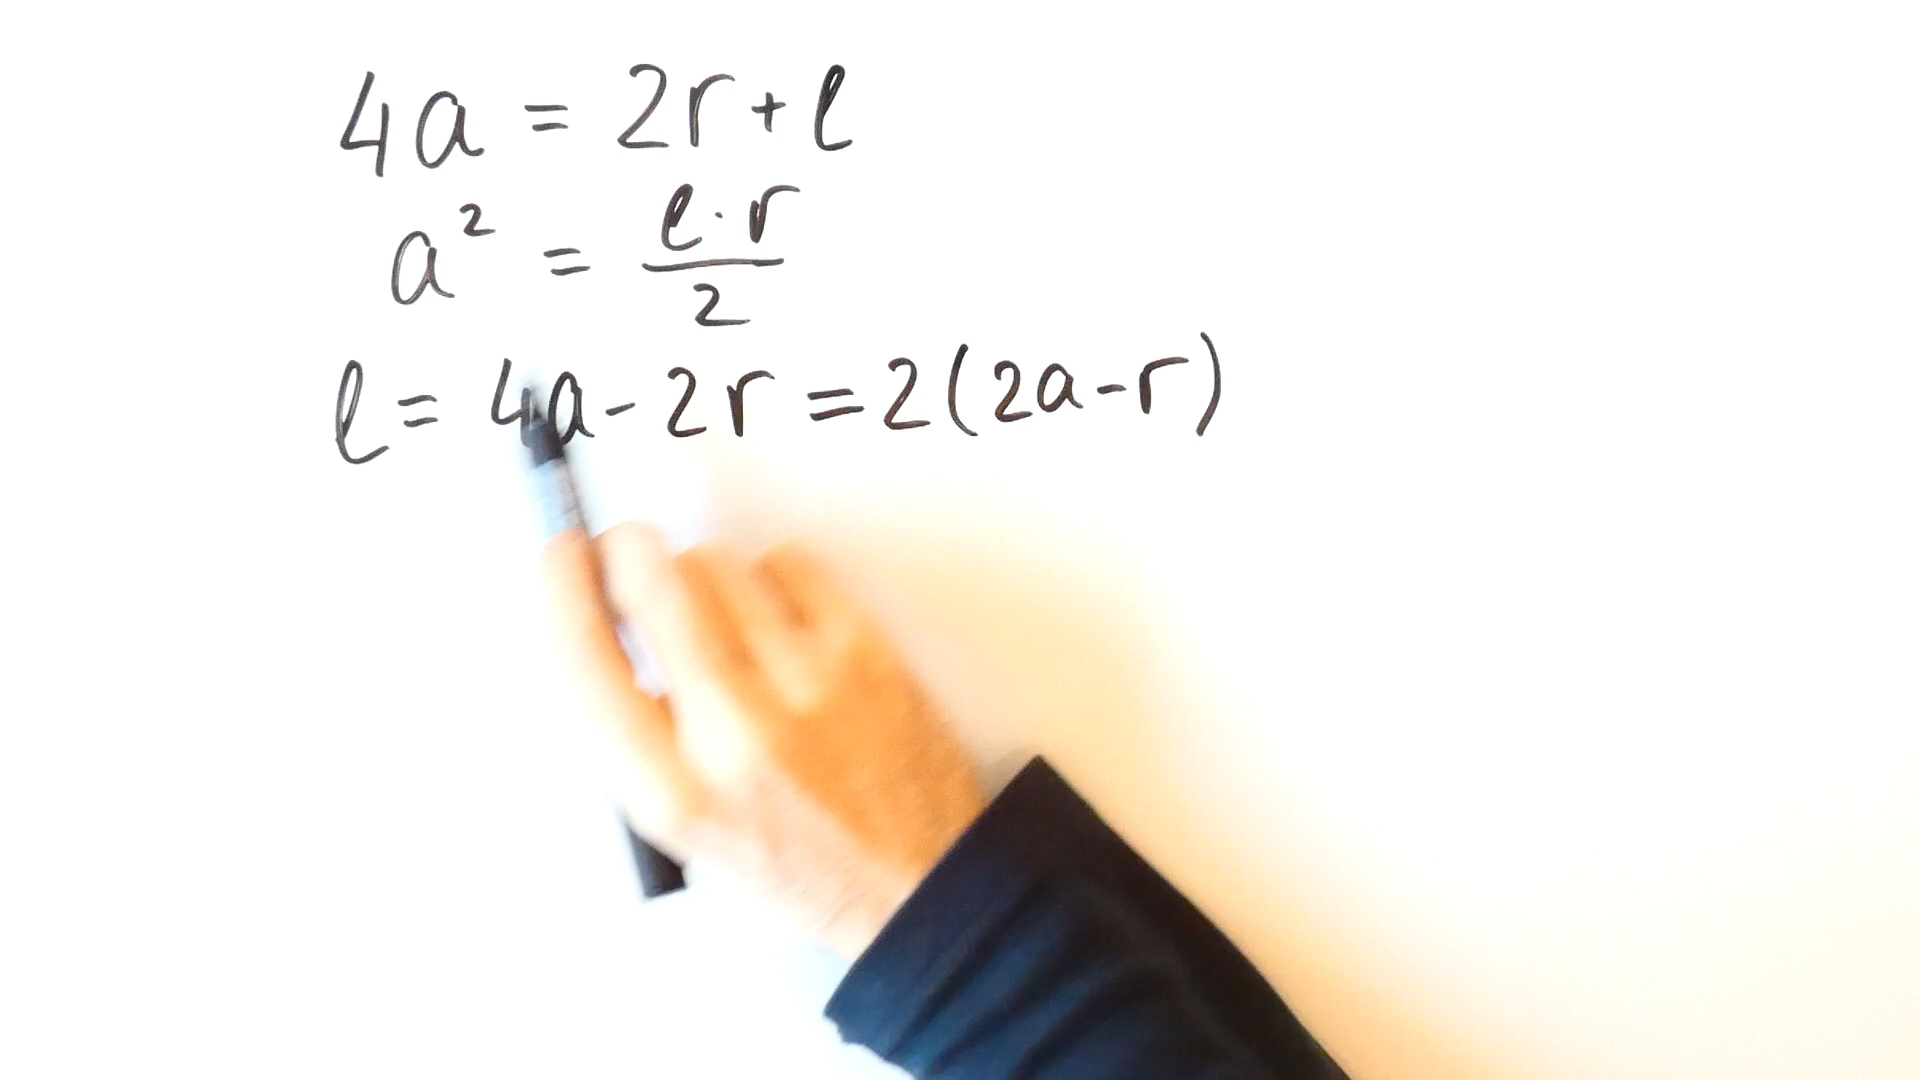 4a = 2r + l
a² = l · r / 2
l = 4a - 2r = 2(2a - r)